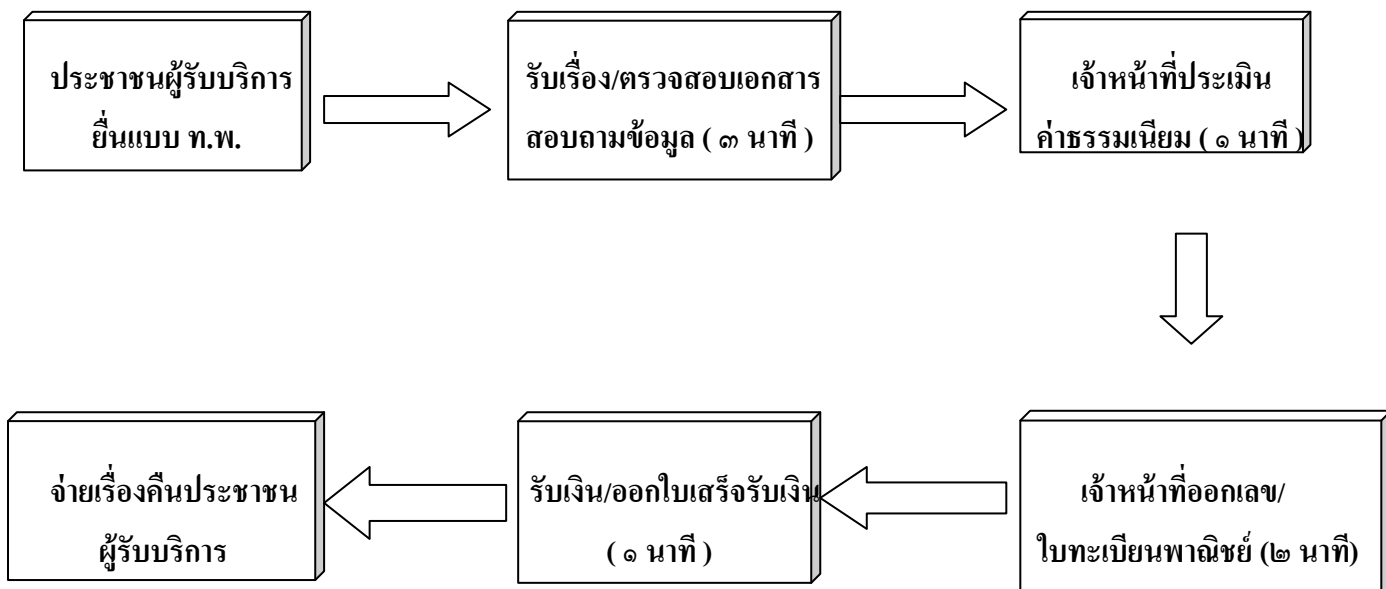 ประชาชนผู้รับบริการ
ยื่นแบบ ท.พ.
รับเรื่อง/ตรวจสอบเอกสาร
สอบถามข้อมูล ( ๓ นาที )
เจ้าหน้าที่ประเมิน
ค่าธรรมเนียม ( ๑ นาที )
เจ้าหน้าที่ออกเลข/
ใบทะเบียนพาณิชย์ (๒ นาที)
รับเงิน/ออกใบเสร็จรับเงิน
( ๑ นาที )
จ่ายเรื่องคืนประชาชน
ผู้รับบริการ